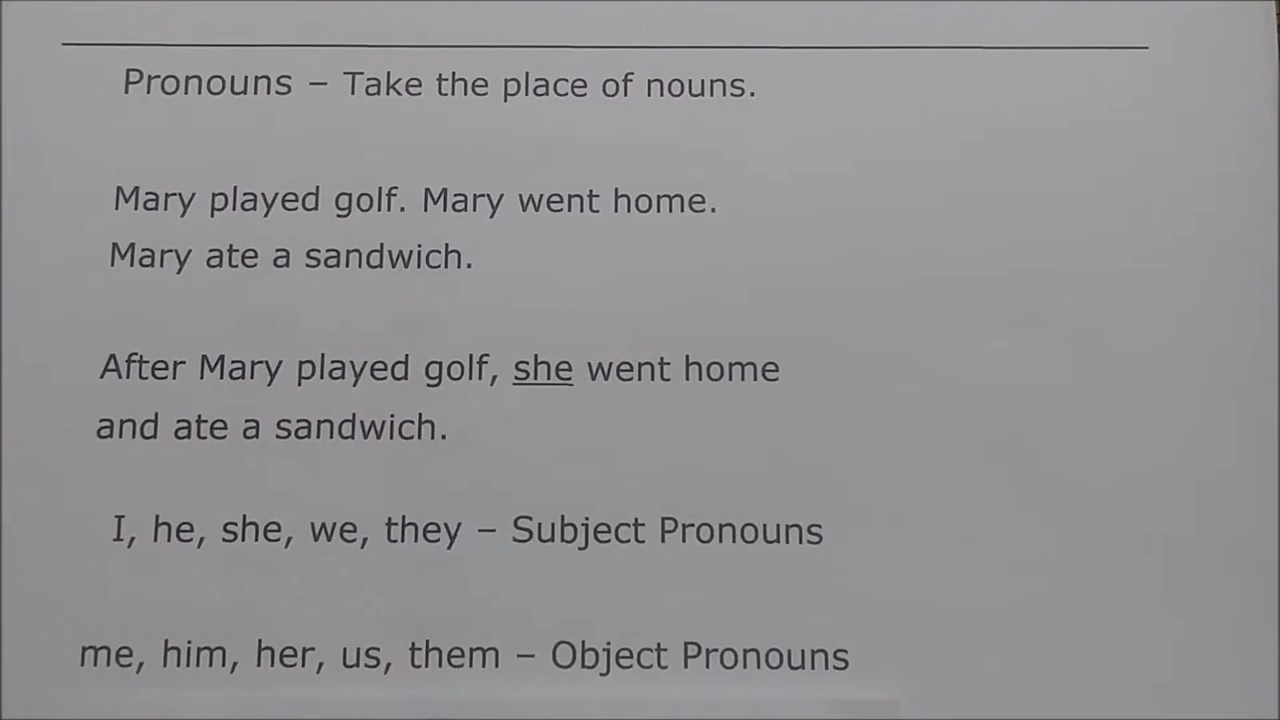 Pronouns – Take the place of nouns.
Mary played golf. Mary went home.
Mary ate a sandwich.
After Mary played golf, she went home
and ate a sandwich.
I, he, she, we, they – Subject Pronouns
me, him, her, us, them – Object Pronouns